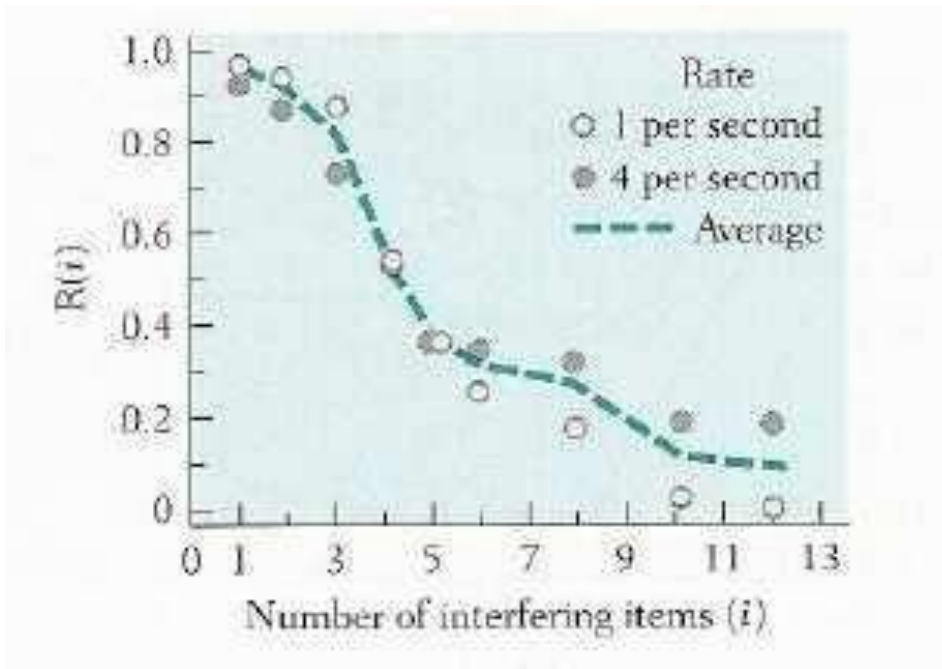 1.0
0.8
0.6
0.4
0.2
0
R(i)
Rate
1 per second
4 per second
Average
0 1 3 5 7 9 11 13
Number of interfering items (i)